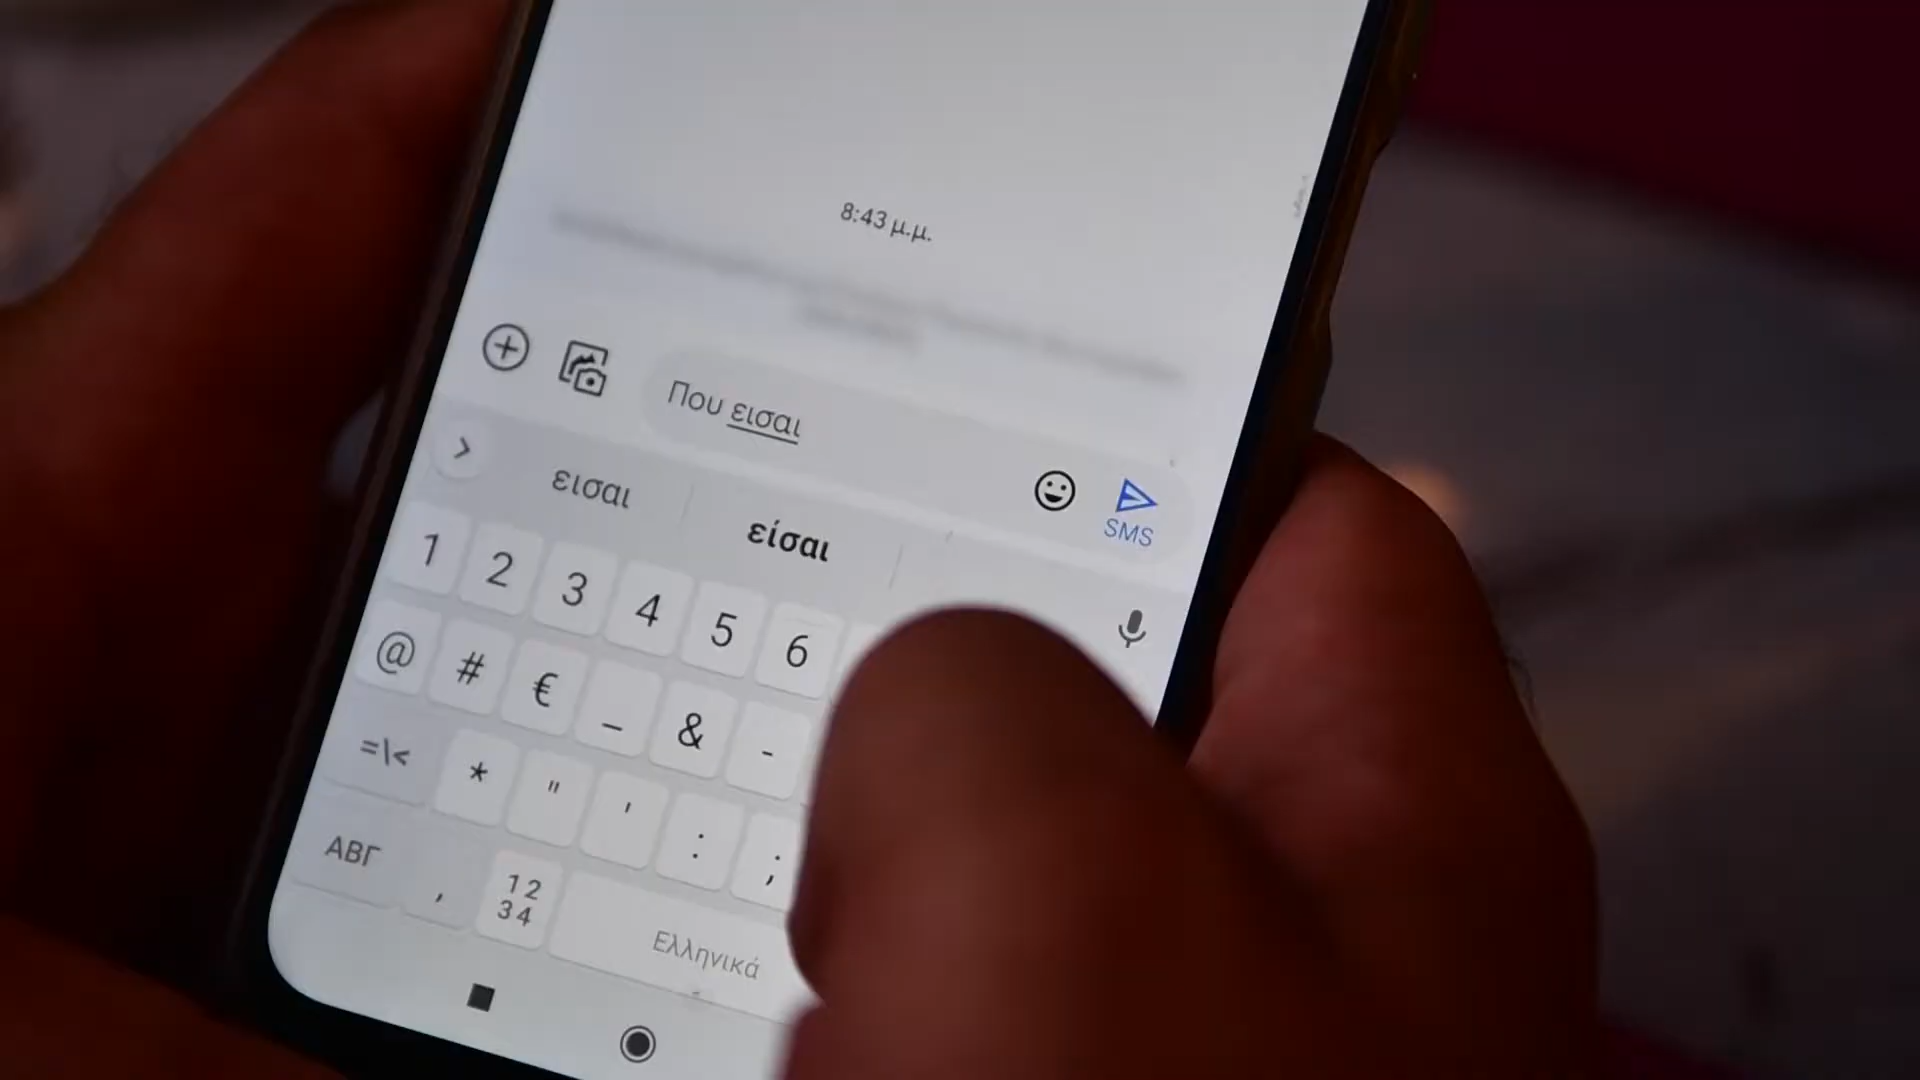 8:43 μ.μ.
Που εισαι
SMS
εισαι είσαι
1 2 3 4 5 6
@ # € _ & -
=\< * " ' : ;
ΑΒΓ , 12 34 Ελληνικά